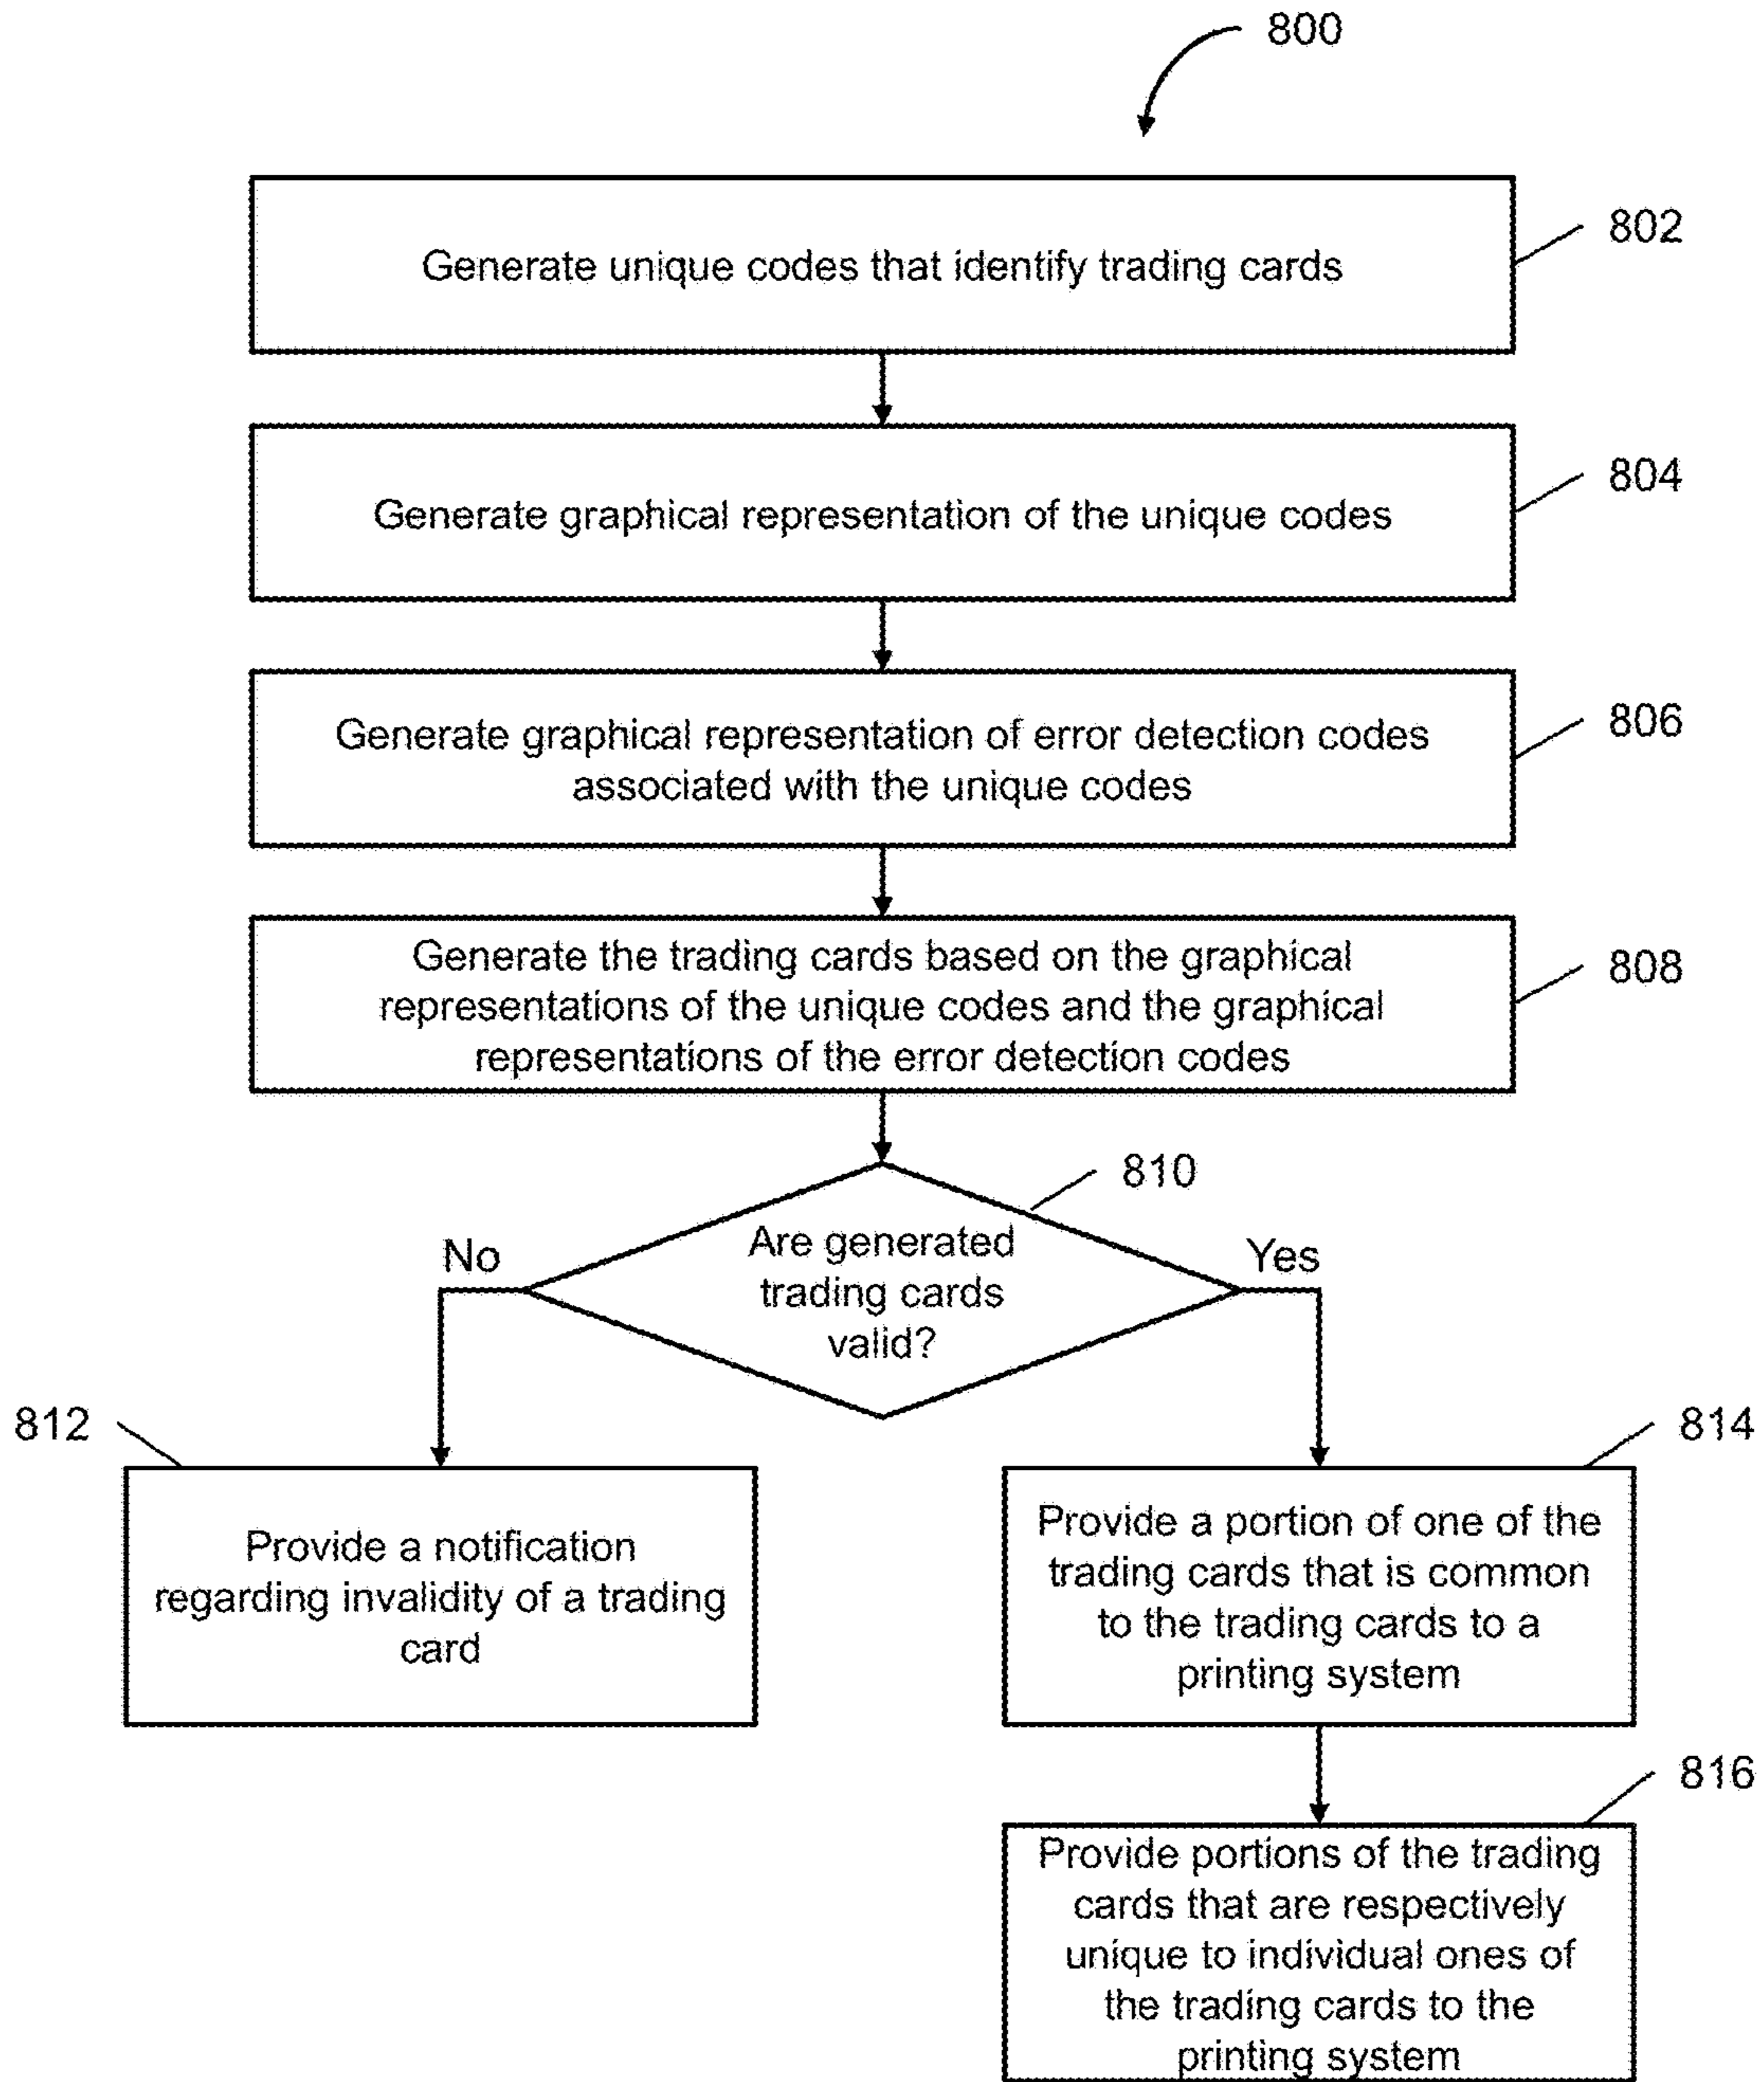 800
Generate unique codes that identify trading cards
802
Generate graphical representation of the unique codes
804
Generate graphical representation of error detection codes
associated with the unique codes
806
Generate the trading cards based on the graphical
representations of the unique codes and the graphical
representations of the error detection codes
808
810
Are generated
trading cards
valid?
No
Yes
812
Provide a notification
regarding invalidity of a trading
card
814
Provide a portion of one of the
trading cards that is common
to the trading cards to a
printing system
816
Provide portions of the trading
cards that are respectively
unique to individual ones of
the trading cards to the
printing system